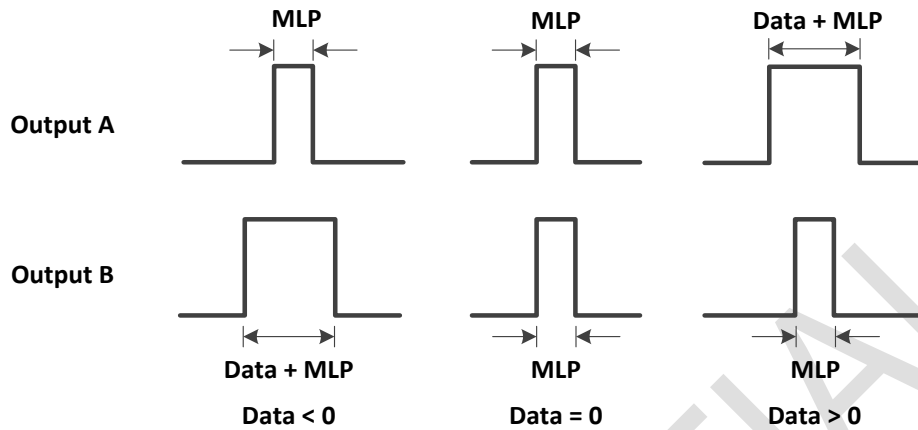 MLP MLP Data + MLP
Output A
Output B
Data + MLP MLP MLP
Data < 0 Data = 0 Data > 0